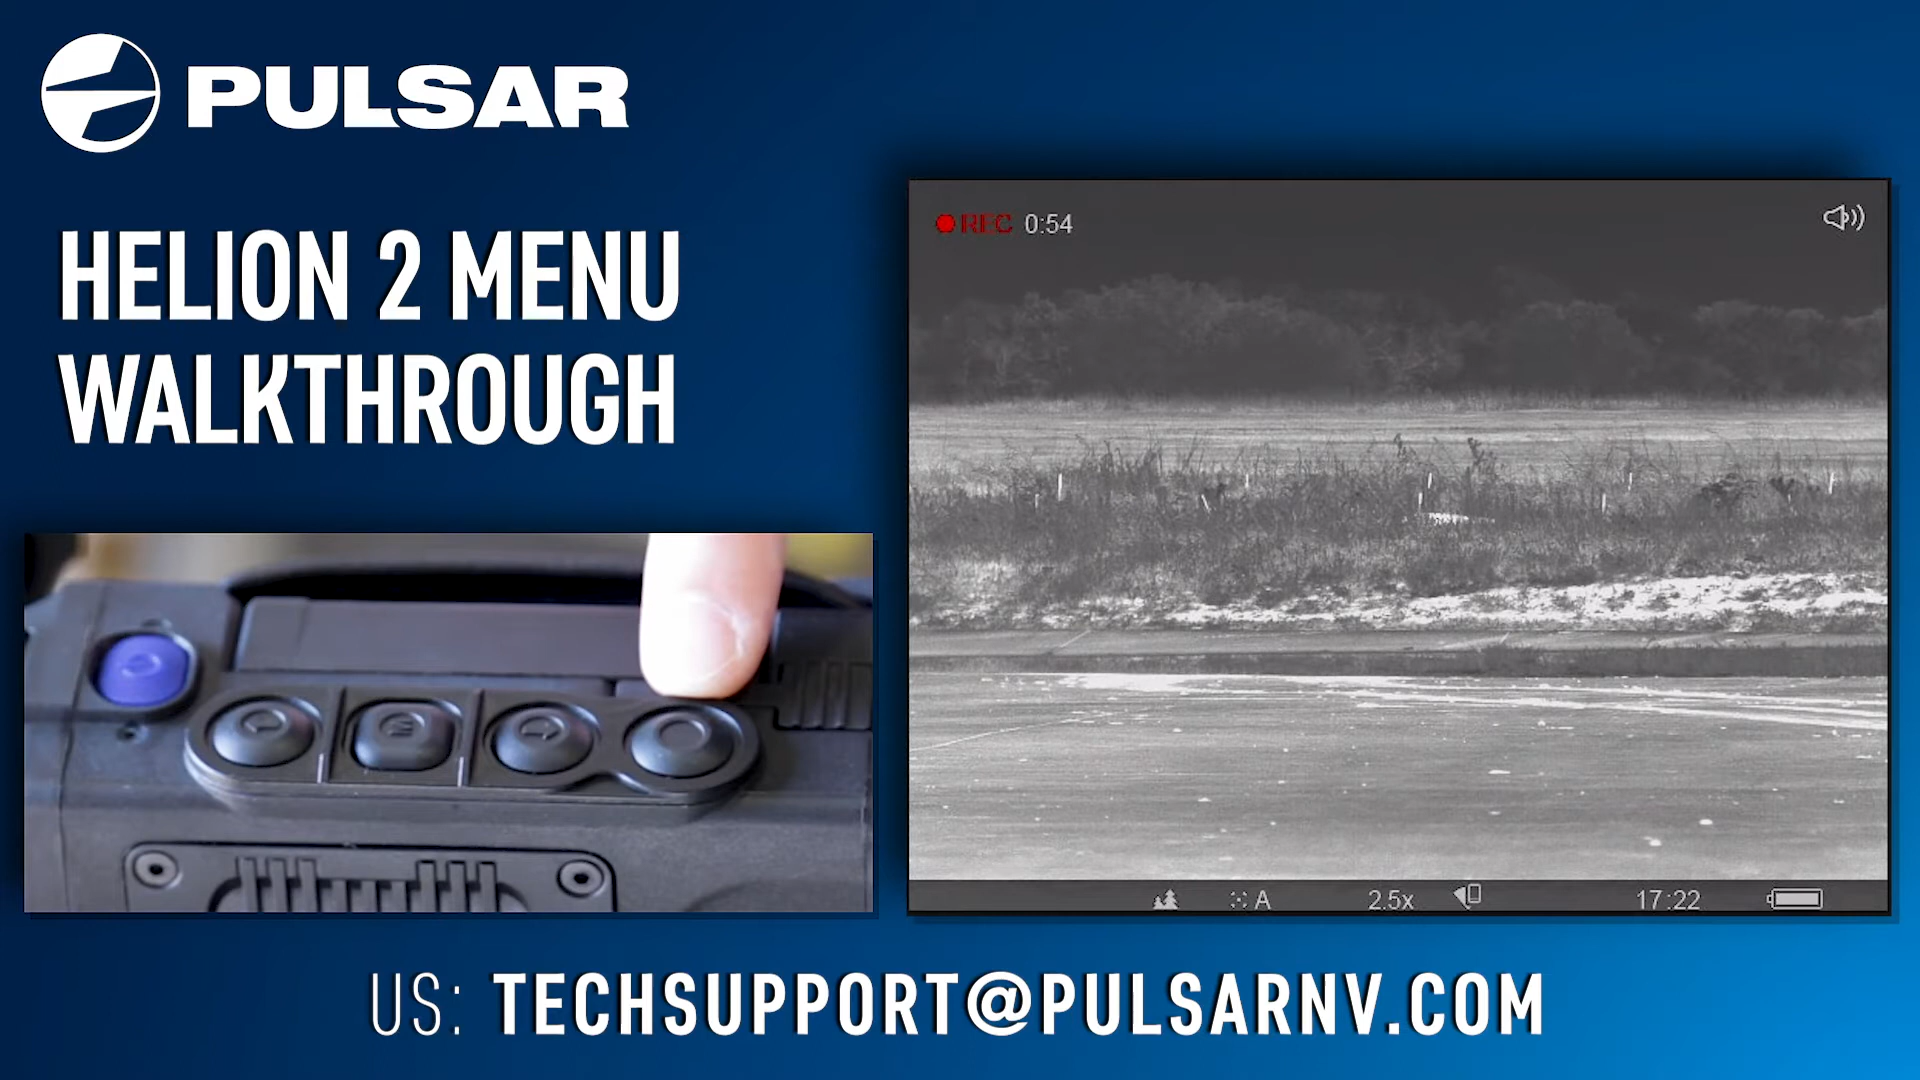 PULSAR
HELION 2 MENU
WALKTHROUGH
REC 0:54
A
2.5x
17:22
M
US: TECHSUPPORT@PULSARNV.COM